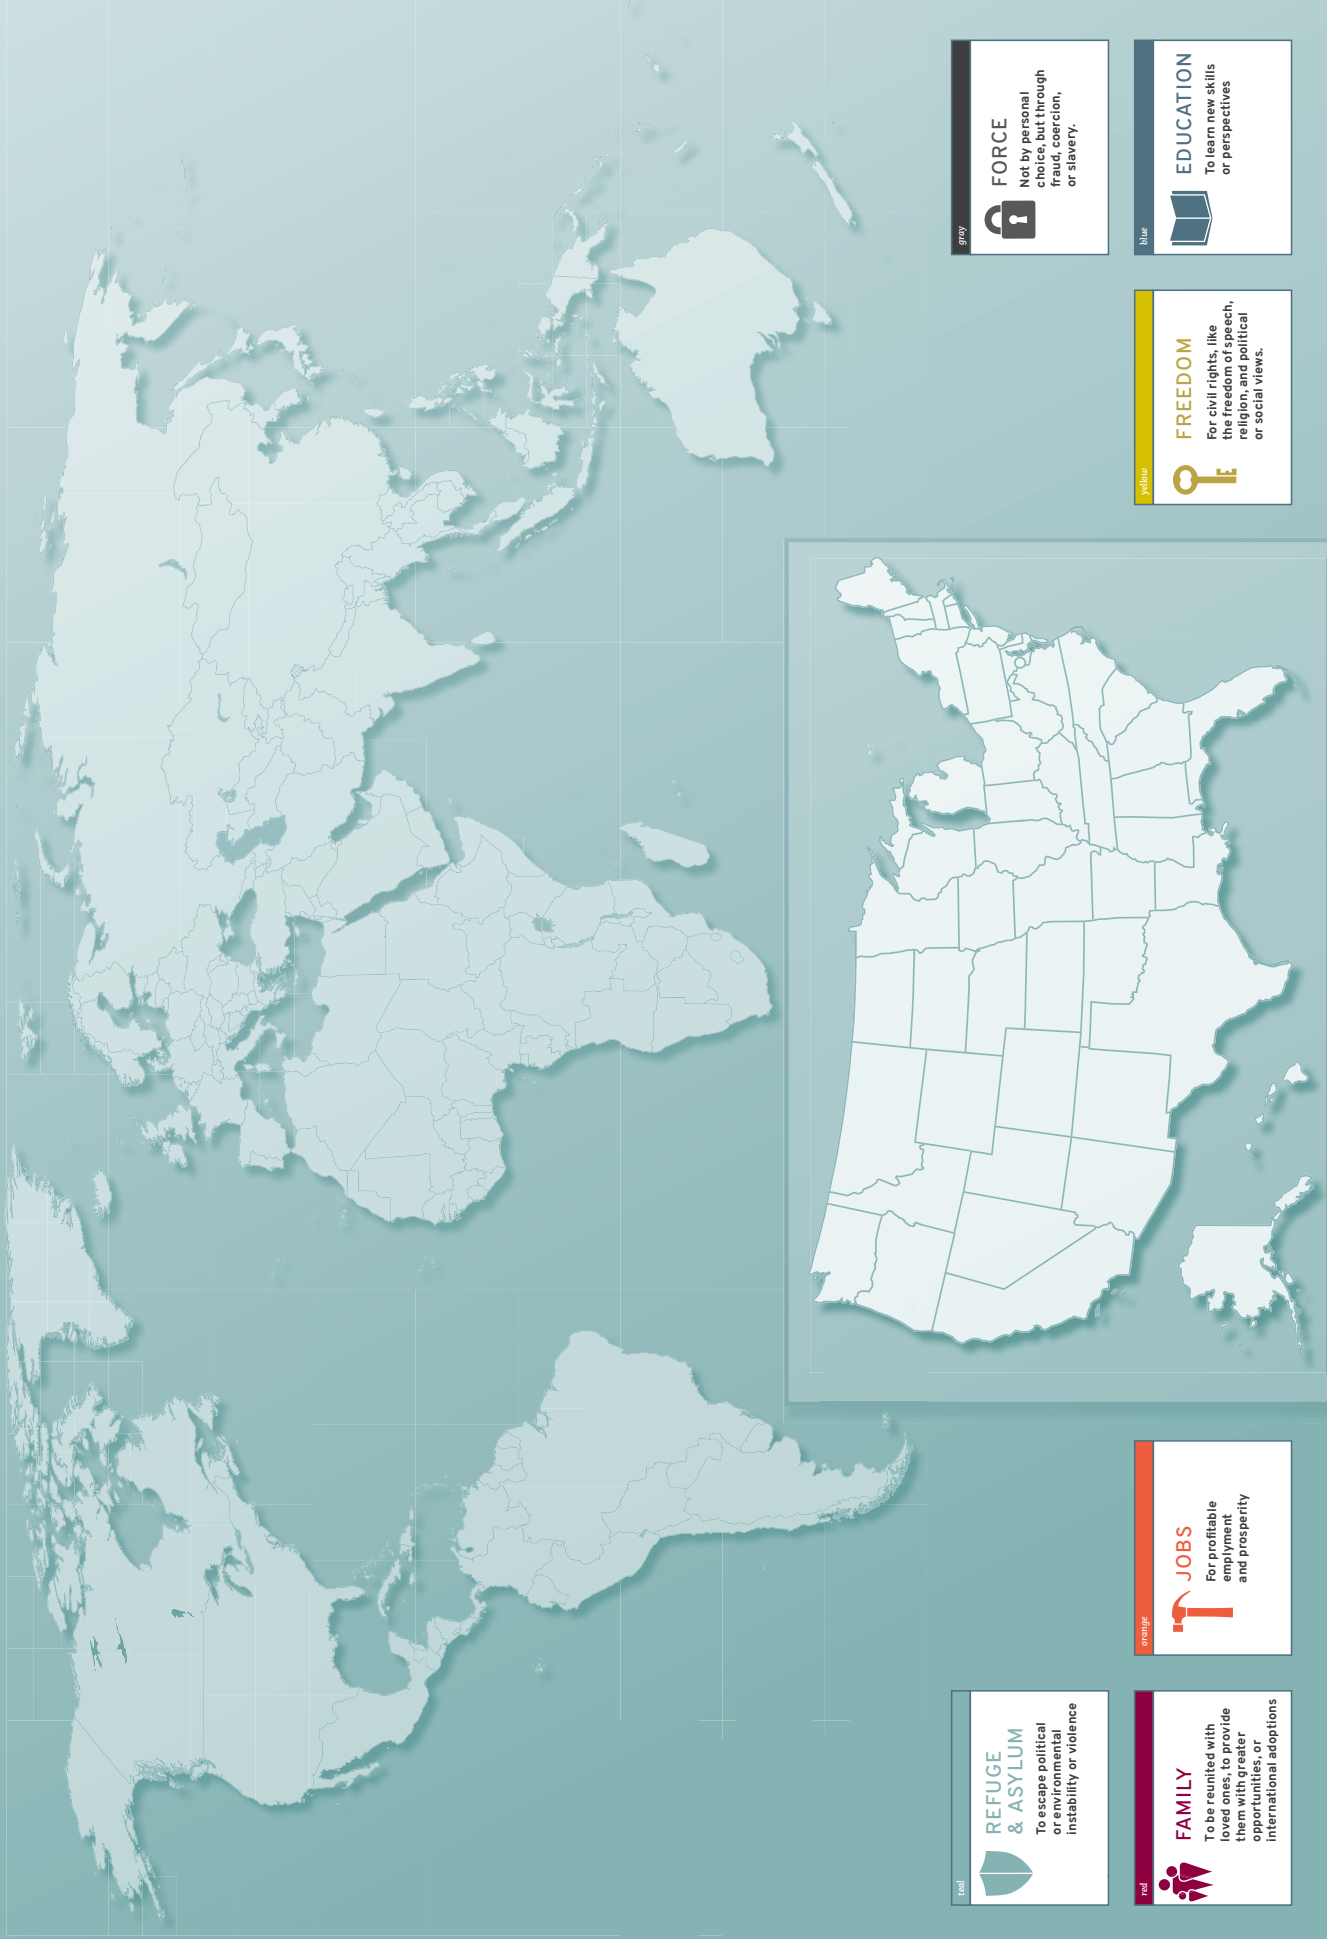 teal
REFUGE
& ASYLUM
To escape political
or environmental
instability or violence
gray
FORCE
Not by personal
choice, but through
fraud, coercion,
or slavery.
red
FAMILY
To be reunited with
loved ones, to provide
them with greater
opportunities, or
international adoptions
orange
JOBS
For profitable
emplyment
and prosperity
yellow
FREEDOM
For civil rights, like
the freedom of speech,
religion, and political
or social views.
blue
EDUCATION
To learn new skills
or perspectives